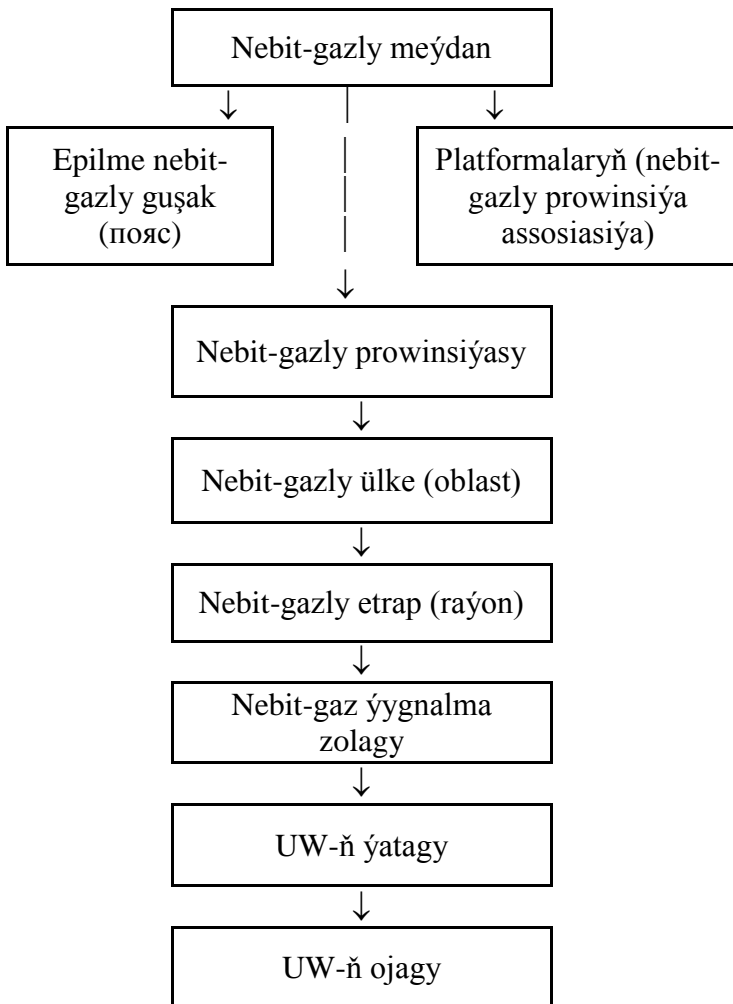 Nebit-gazly meýdan
Epilme nebit-
gazly guşak
(пояс)
Platformalaryň (nebit-
gazly prowinsiýa
assosiasiýa)
Nebit-gazly prowinsiýasy
Nebit-gazly ülke (oblast)
Nebit-gazly etrap (raýon)
Nebit-gaz ýygnalma
zolagy
UW-ň ýatagy
UW-ň ojagy